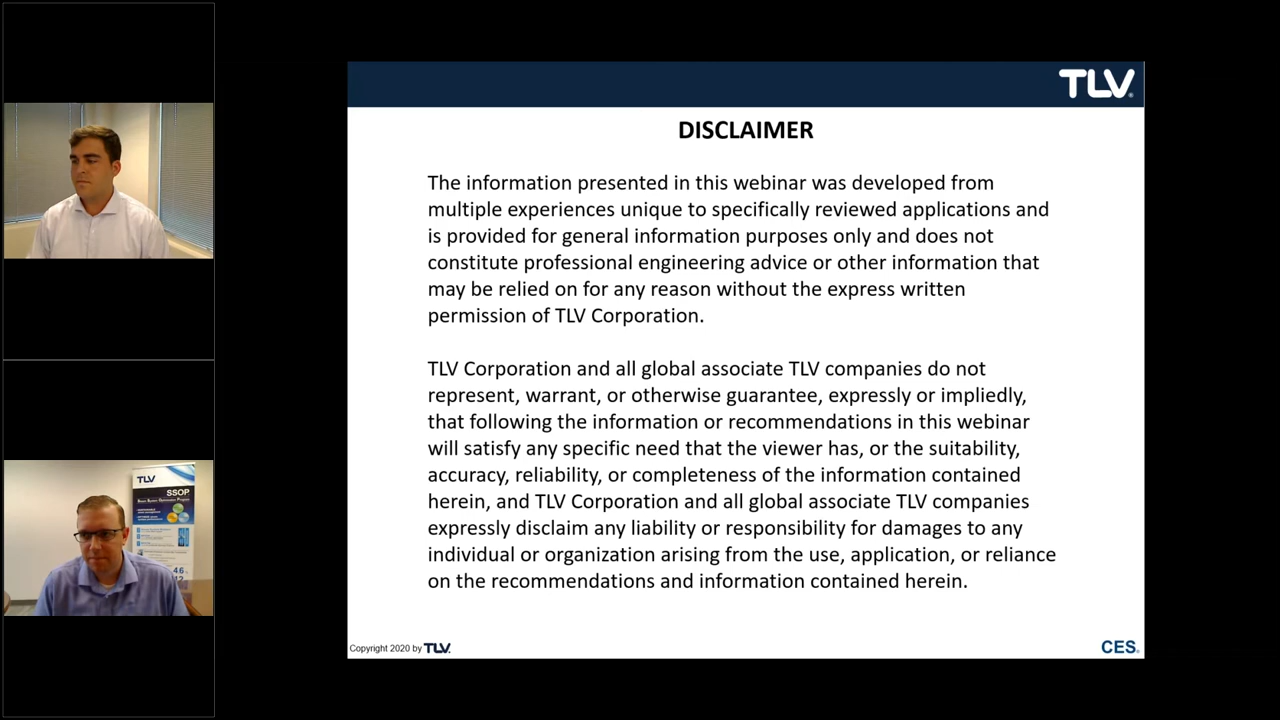 TLV
DISCLAIMER
The information presented in this webinar was developed from
multiple experiences unique to specifically reviewed applications and
is provided for general information purposes only and does not
constitute professional engineering advice or other information that
may be relied on for any reason without the express written
permission of TLV Corporation.
TLV Corporation and all global associate TLV companies do not
represent, warrant, or otherwise guarantee, expressly or impliedly,
that following the information or recommendations in this webinar
will satisfy any specific need that the viewer has, or the suitability,
accuracy, reliability, or completeness of the information contained
herein, and TLV Corporation and all global associate TLV companies
expressly disclaim any liability or responsibility for damages to any
individual or organization arising from the use, application, or reliance
on the recommendations and information contained herein.
Copyright 2020 by TLV.
CES
TLV
SSOP